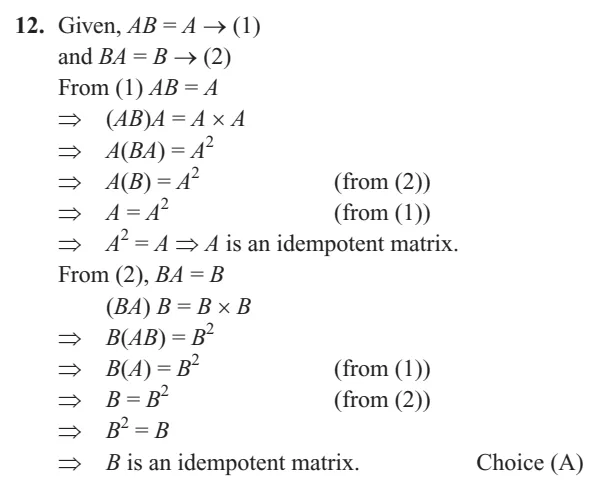 12. Given, AB = A → (1)
and BA = B → (2)
From (1) AB = A
⇒ (AB)A = A × A
⇒ A(BA) = A²
⇒ A(B) = A² (from (2))
⇒ A = A² (from (1))
⇒ A² = A ⇒ A is an idempotent matrix.
From (2), BA = B
(BA) B = B × B
⇒ B(AB) = B²
⇒ B(A) = B² (from (1))
⇒ B = B² (from (2))
⇒ B² = B
⇒ B is an idempotent matrix. Choice (A)